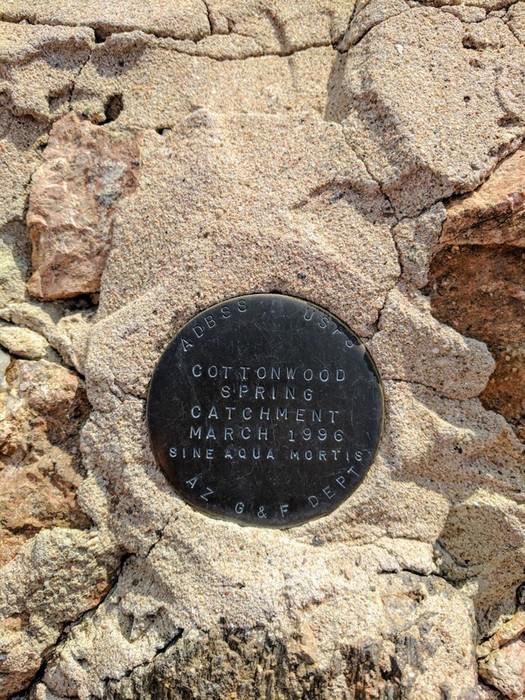 ADBSS USFS
COTTONWOOD
SPRING
CATCHMENT
MARCH 1996
SINE AQUA MORTIS
AZ G & F DEPT